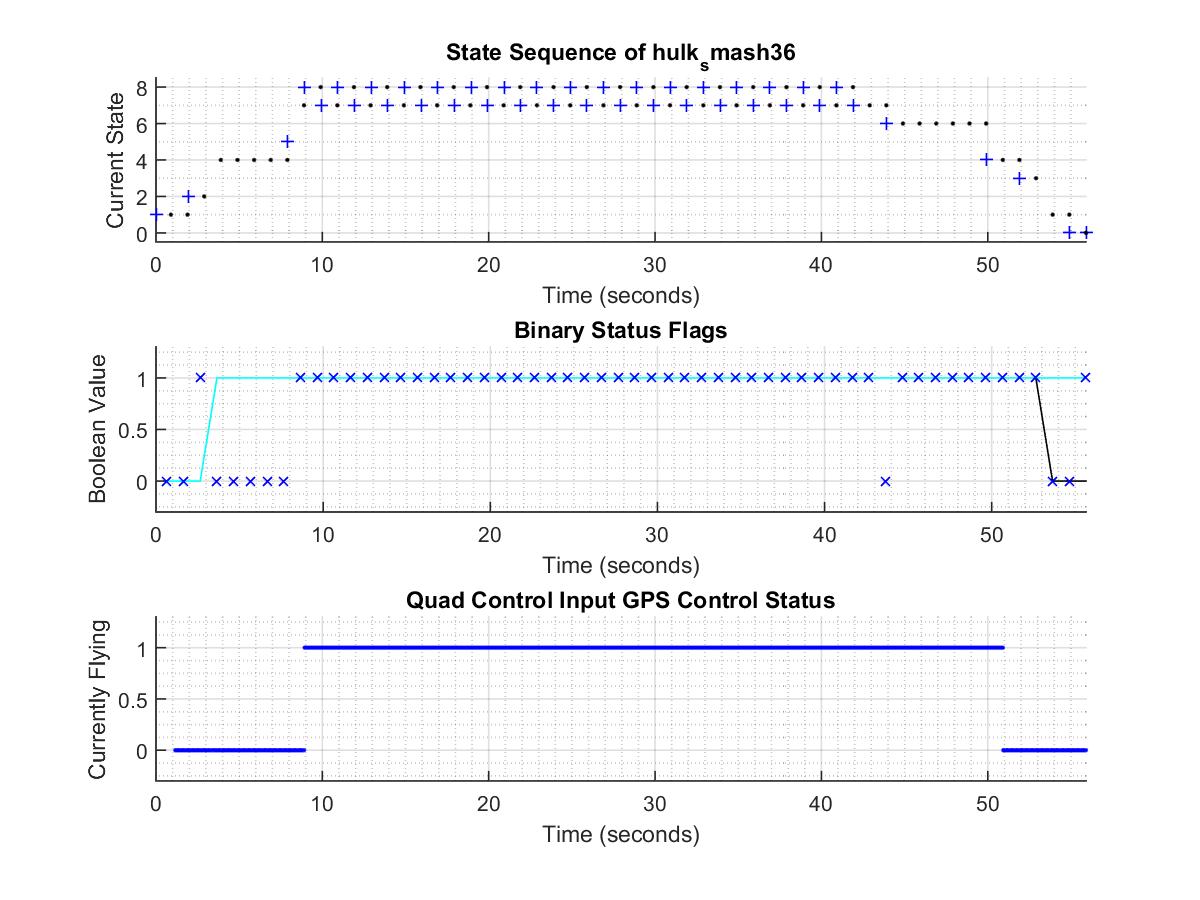 State Sequence of hulksmash36
8
6
4
2
0
Current State
0 10 20 30 40 50
Time (seconds)
Binary Status Flags
1
0.5
0
Boolean Value
0 10 20 30 40 50
Time (seconds)
Quad Control Input GPS Control Status
1
0.5
0
Currently Flying
0 10 20 30 40 50
Time (seconds)